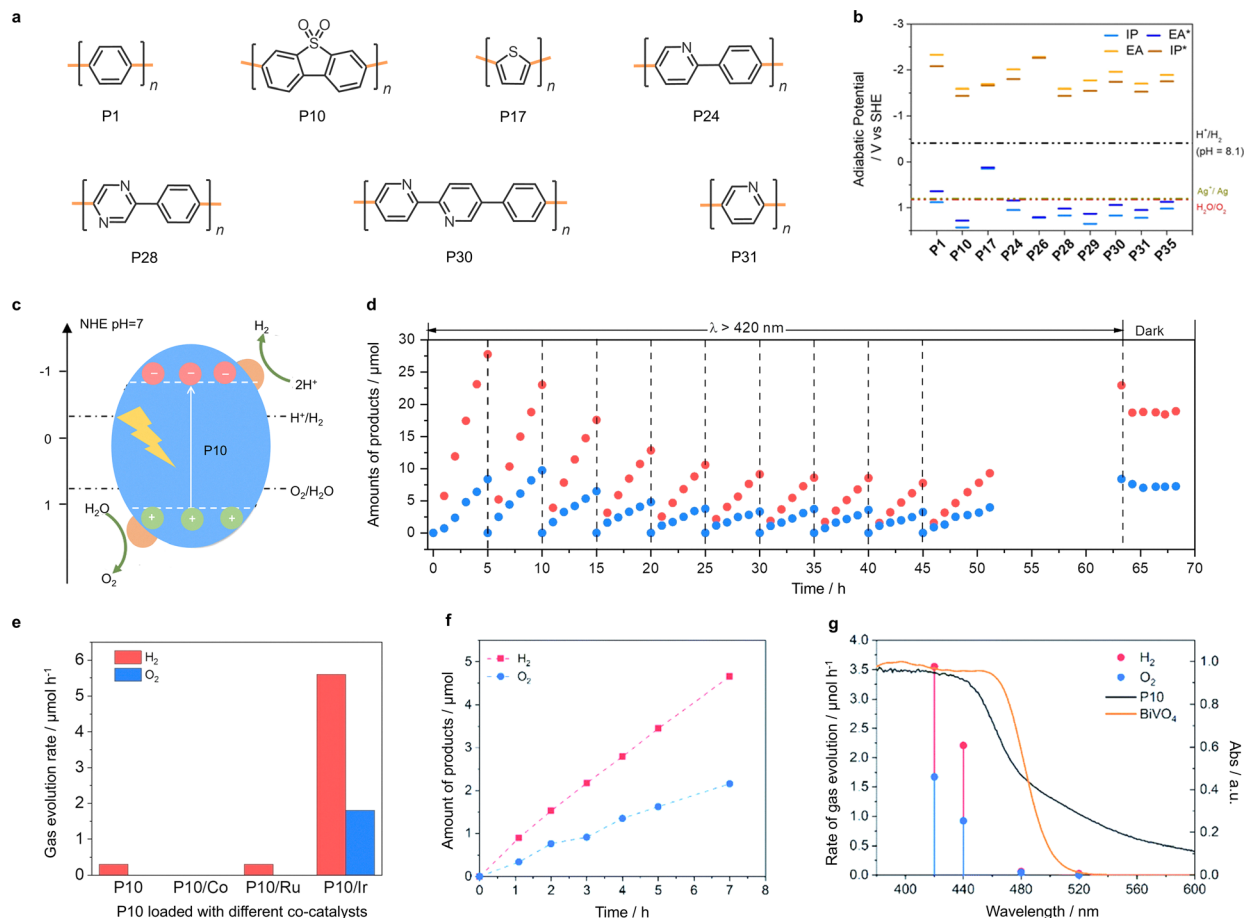 a
n
P1
O O
S
n
P10
S
n
P17
N
n
P24
N
N
n
P28
N
N
n
P30
N
n
P31
b
IP
EA
EA*
IP*
Adiabatic Potential
/ V vs SHE
-3
-2
-1
0
1
H⁺/H₂
(pH = 8.1)
Ag⁺/ Ag
H₂O/O₂
P1 P10 P17 P24 P26 P28 P29 P30 P31 P35
c
NHE pH=7
-1
0
1
H₂
2H⁺
H⁺/H₂
P10
O₂/H₂O
H₂O
O₂
− − −
+ + +
d
λ > 420 nm
Dark
Amounts of products / μmol
30
25
20
15
10
5
0
0 5 10 15 20 25 30 35 40 45 50 55 60 65 70
Time / h
e
H₂
O₂
Gas evolution rate / μmol h⁻¹
6
5
4
3
2
1
0
P10 P10/Co P10/Ru P10/Ir
P10 loaded with different co-catalysts
f
H₂
O₂
Amount of products / μmol
5
4
3
2
1
0
0 1 2 3 4 5 6 7 8
Time / h
g
H₂
O₂
P10
BiVO₄
Rate of gas evolution / μmol h⁻¹
4.0
3.5
3.0
2.5
2.0
1.5
1.0
0.5
0.0
1.0
0.8
0.6
0.4
0.2
0.0
Abs / a.u.
400 440 480 520 560 600
Wavelength / nm